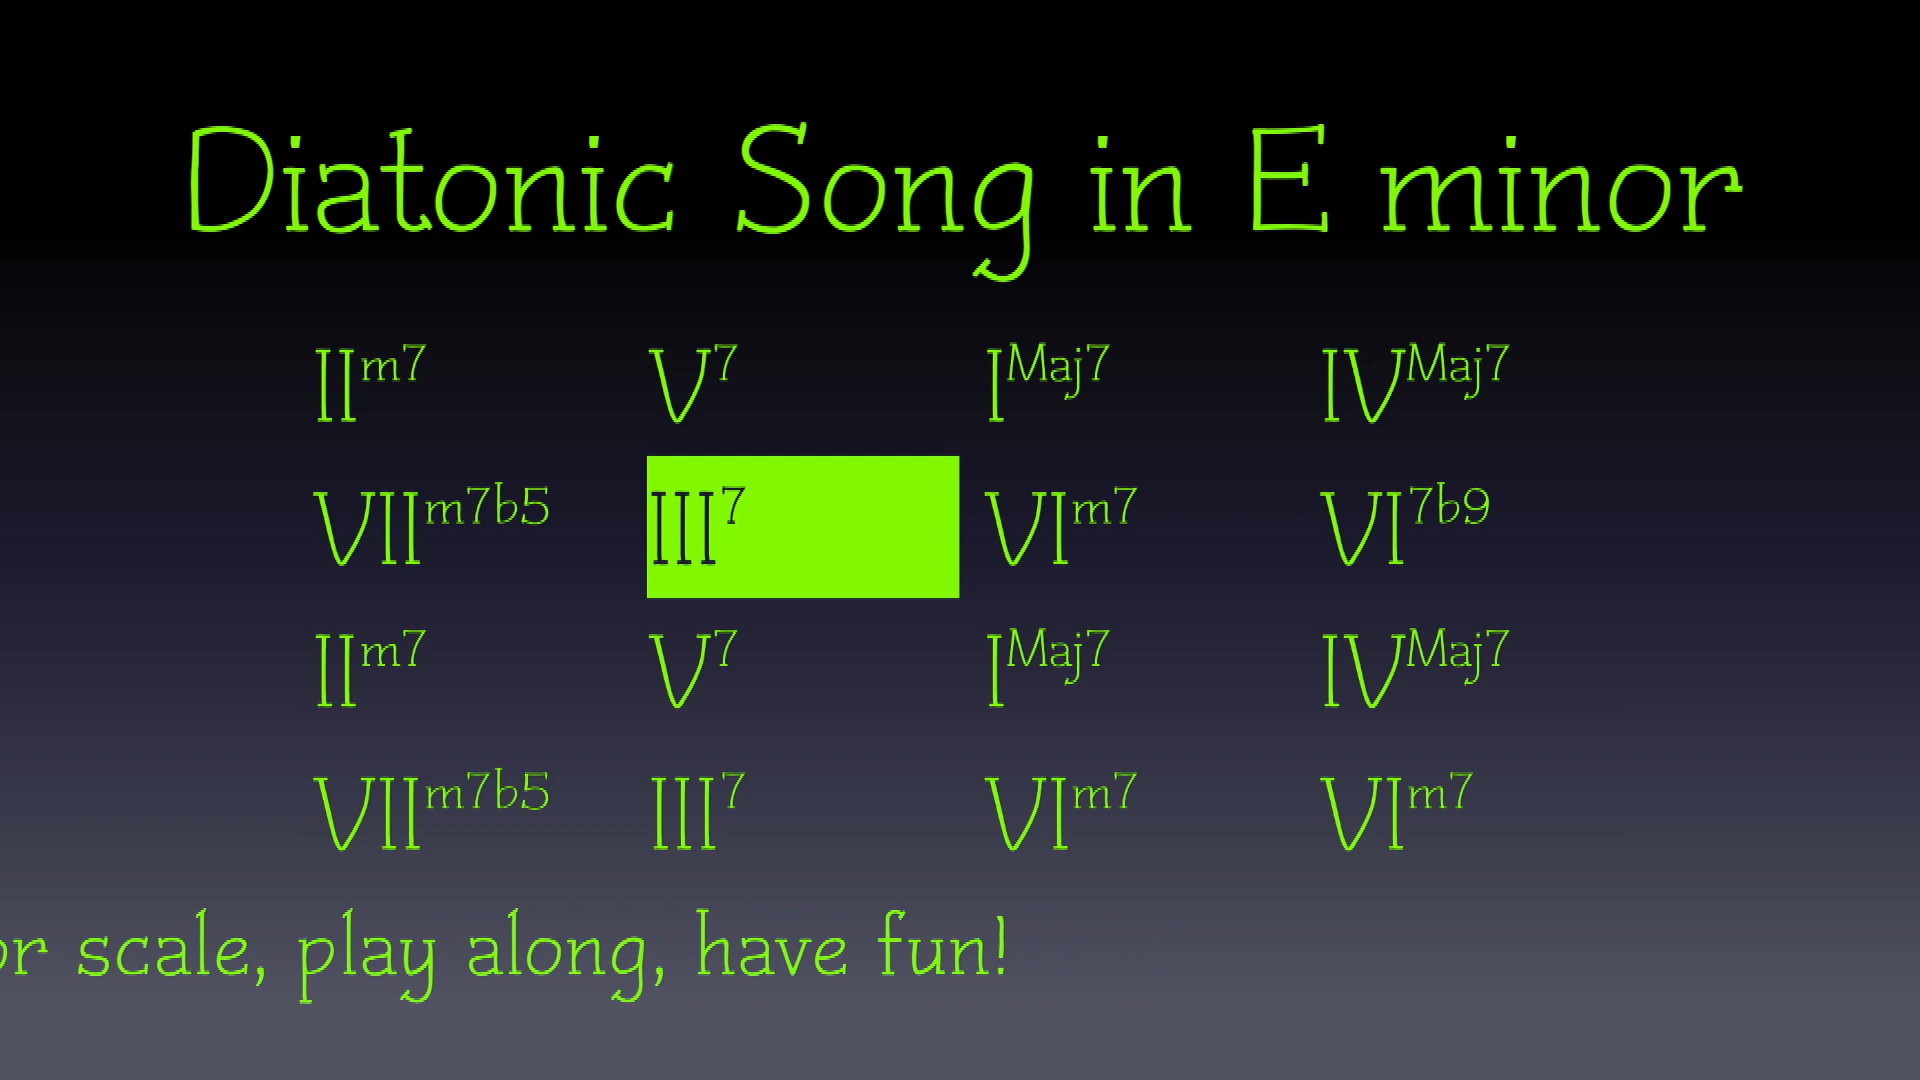 Diatonic Song in E minor
IIm7 V7 IMaj7 IVMaj7
VIIm7b5 III7 VIm7 VI7b9
IIm7 V7 IMaj7 IVMaj7
VIIm7b5 III7 VIm7 VIm7
scale, play along, have fun!